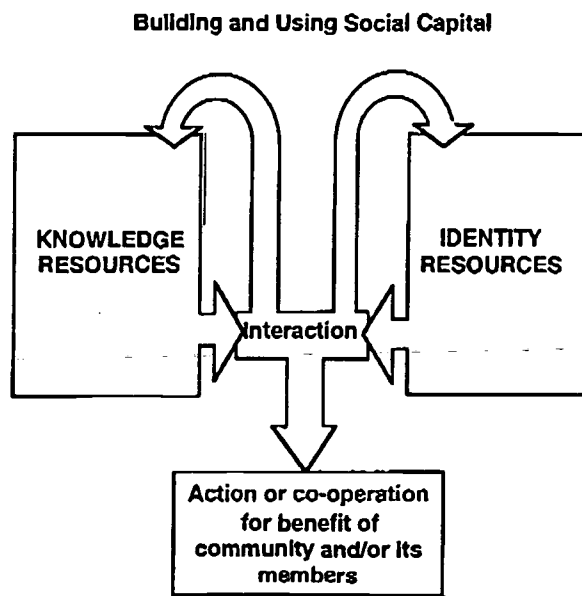 Building and Using Social Capital
KNOWLEDGE
RESOURCES
IDENTITY
RESOURCES
Interaction
Action or co-operation
for benefit of
community and/or its
members